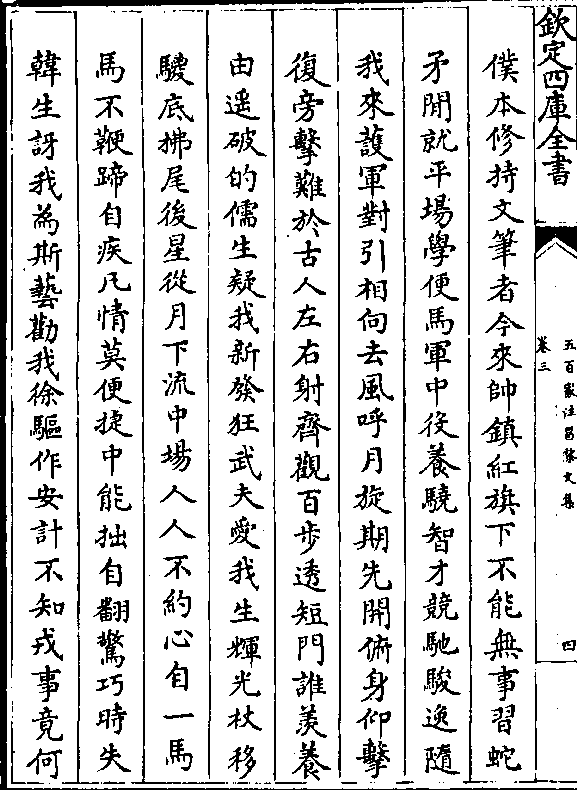 欽定四庫全書
五百家注昌黎文集
卷三
四
僕本修持文筆者今來帥鎮紅旗下不能無事習蛇
矛閒就平場學使馬軍中伎養驍智才競馳駿逸隨
我來䕶軍對引相向去風呼月旋期先開俯身仰擊
復旁擊難於古人左右射齊觀百步透短門誰羨養
由遥破的儒生疑我新發狂武夫愛我生輝光杖移
騣底拂尾後星從月下流中場人人不約心自一馬
馬不鞭蹄自疾凡情莫便捷中能拙自翻驚巧時失
韓生訝我為斯藝勸我徐驅作安計不知戎事竟何